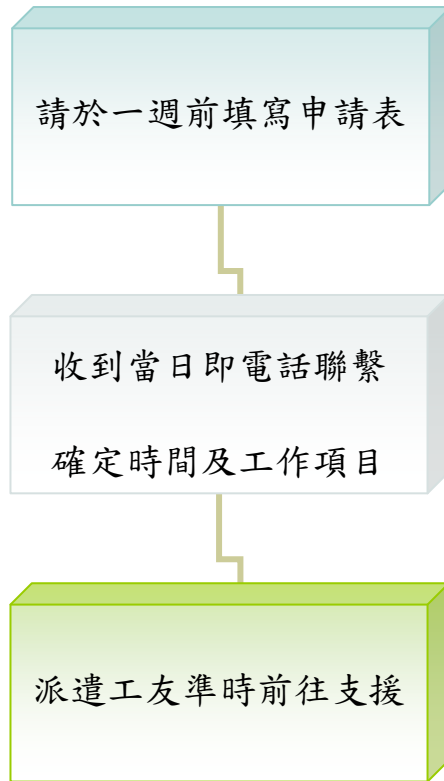 請於一週前填寫申請表
收到當日即電話聯繫
確定時間及工作項目
派遣工友準時前往支援